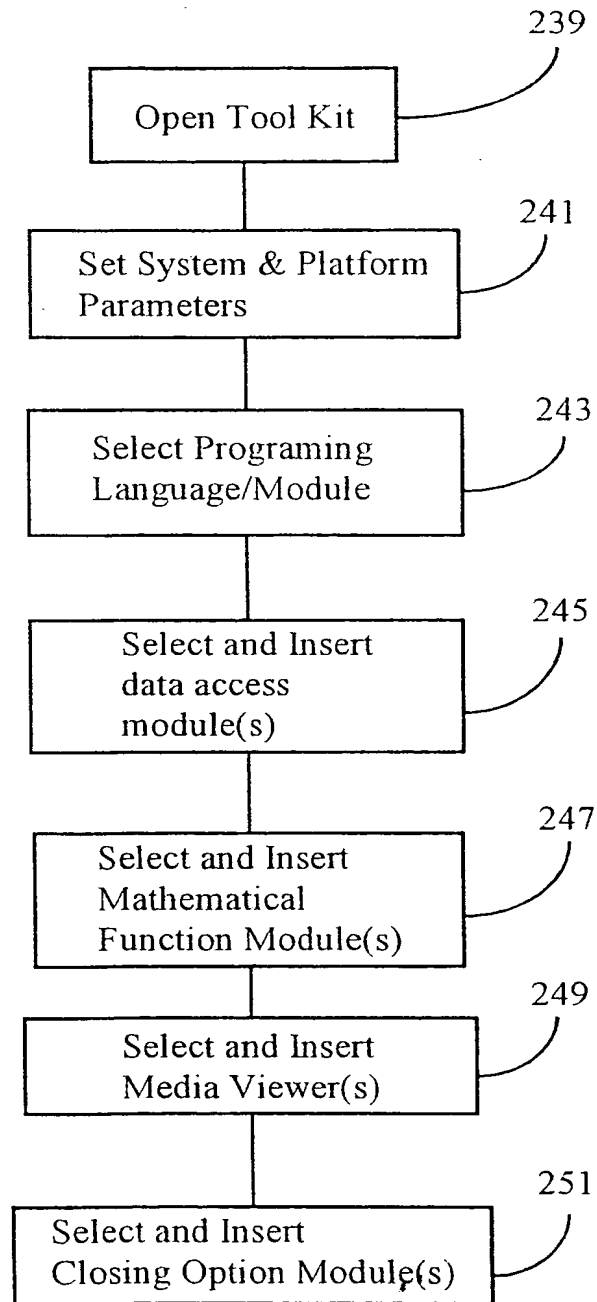 239
Open Tool Kit
241
Set System & Platform
Parameters
243
Select Programing
Language/Module
245
Select and Insert
data access
module(s)
247
Select and Insert
Mathematical
Function Module(s)
249
Select and Insert
Media Viewer(s)
251
Select and Insert
Closing Option Module(s)